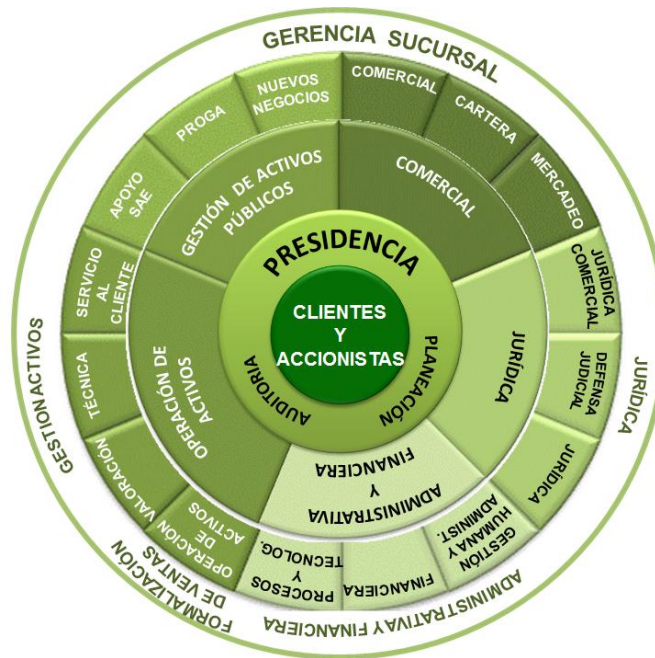 GERENCIA SUCURSAL
NUEVOS
NEGOCIOS
COMERCIAL
CARTERA
MERCADEO
PROGA
APOYO
SAE
GESTIÓN DE ACTIVOS
PÚBLICOS
COMERCIAL
PRESIDENCIA
CLIENTES
Y
ACCIONISTAS
AUDITORIA
PLANEACIÓN
SERVICIO
AL
CLIENTE
TÉCNICA
VALORACIÓN
OPERACIÓN
DE
ACTIVOS
OPERACIÓN DE
ACTIVOS
JURÍDICA
JURÍDICA
COMERCIAL
DEFENSA
JUDICIAL
JURÍDICA
ADMINISTRATIVA
Y
FINANCIERA
PROCESOS
Y
TECNOLOG.
FINANCIERA
GESTIÓN
HUMANA Y
ADMINIST.
GESTION ACTIVOS
FORMALIZACIÓN
DE VENTAS
ADMINISTRATIVA Y FINANCIERA
JURÍDICA